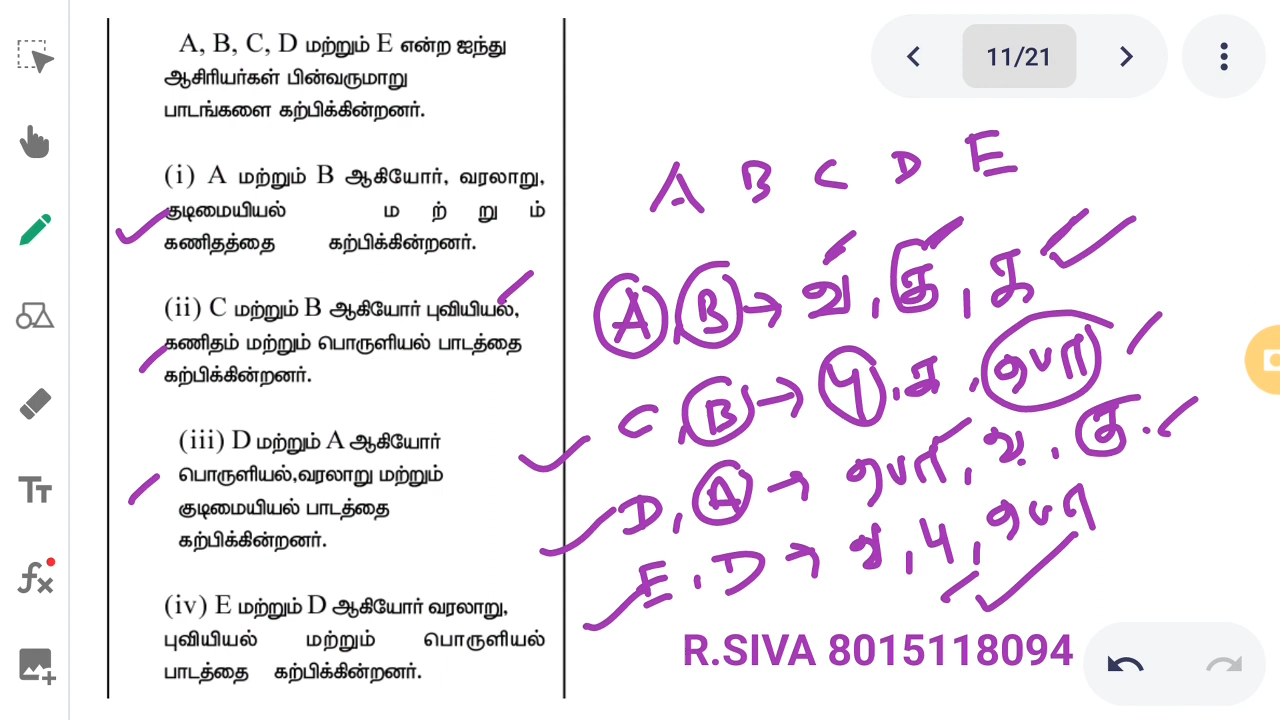 A, B, C, D மற்றும் E என்ற ஐந்து
ஆசிரியர்கள் பின்வருமாறு
பாடங்களை கற்பிக்கின்றனர்.
(i) A மற்றும் B ஆகியோர், வரலாறு,
குடிமையியல் மற்றும்
கணிதத்தை கற்பிக்கின்றனர்.
(ii) C மற்றும் B ஆகியோர் புவியியல்,
கணிதம் மற்றும் பொருளியல் பாடத்தை
கற்பிக்கின்றனர்.
(iii) D மற்றும் A ஆகியோர்
பொருளியல்,வரலாறு மற்றும்
குடிமையியல் பாடத்தை
கற்பிக்கின்றனர்.
(iv) E மற்றும் D ஆகியோர் வரலாறு,
புவியியல் மற்றும் பொருளியல்
பாடத்தை கற்பிக்கின்றனர்.
11/21
A B C D E
A, B → வ, கு, க
C, B → பு, க, பொ
D, A → பொ, வ, கு.
E, D → வ, பு, பொ
R.SIVA 8015118094
Tт
fx